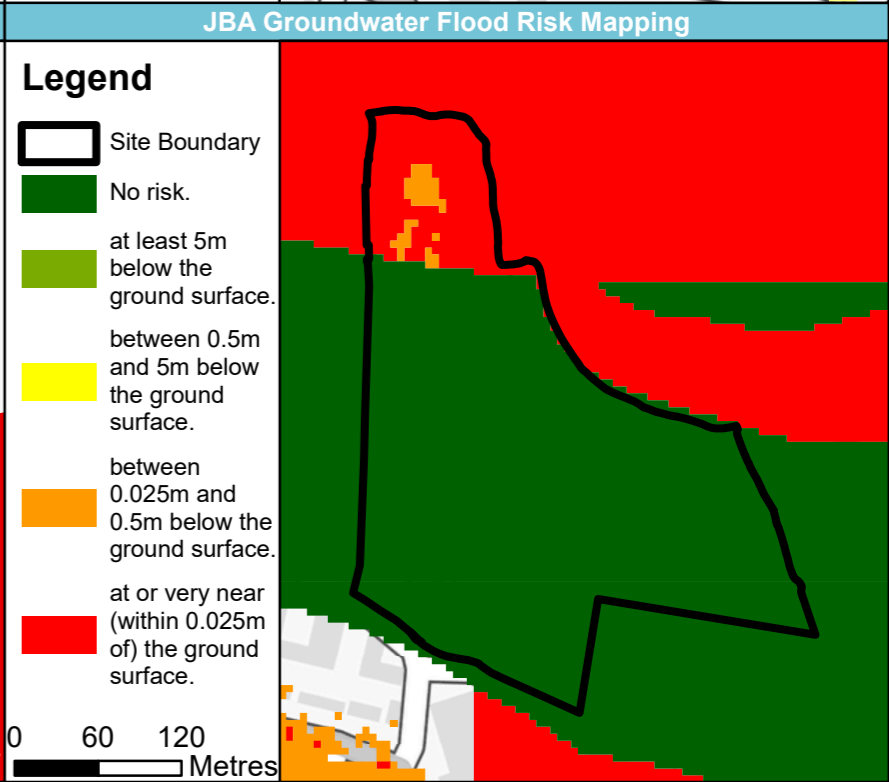 JBA Groundwater Flood Risk Mapping
Legend
Site Boundary
No risk.
at least 5m
below the
ground surface.
between 0.5m
and 5m below
the ground
surface.
between
0.025m and
0.5m below the
ground surface.
at or very near
(within 0.025m
of) the ground
surface.
0 60 120
Metres